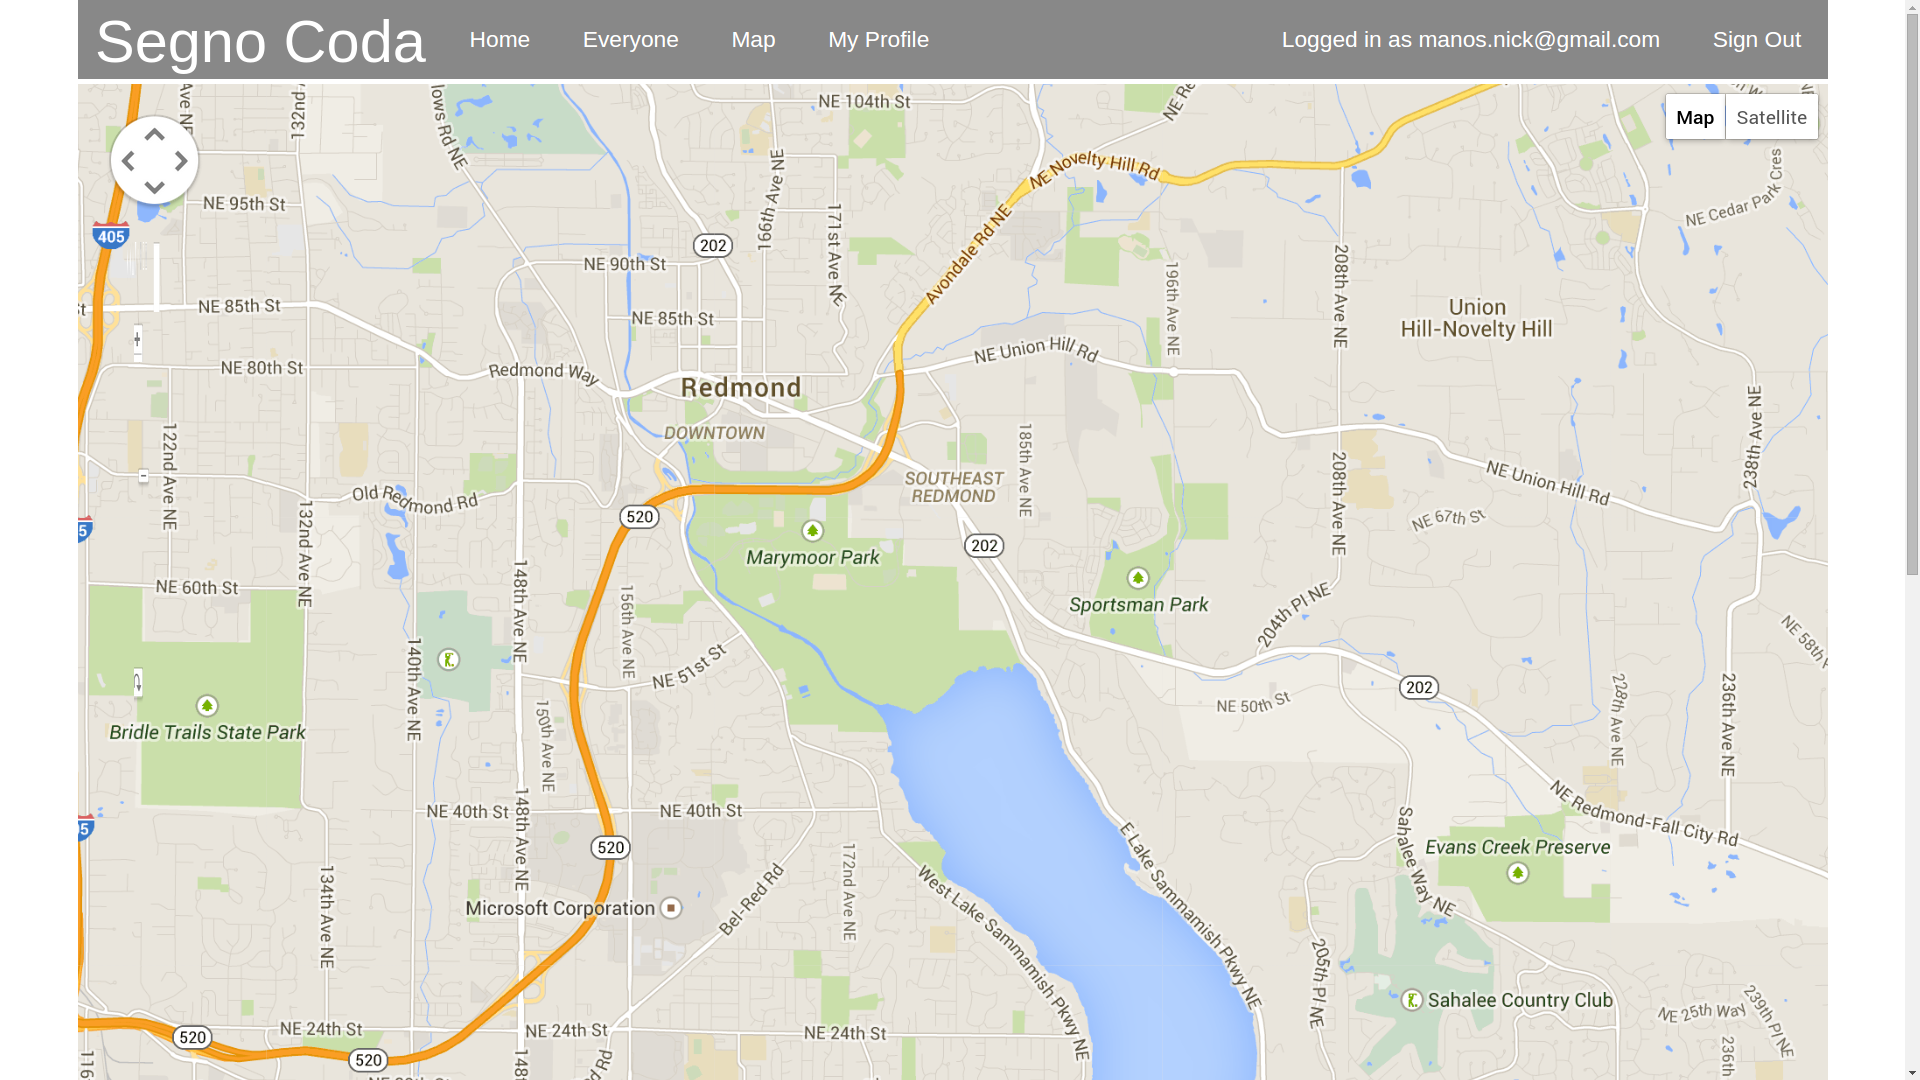 Segno Coda
Home
Everyone
Map
My Profile
Logged in as manos.nick@gmail.com
Sign Out
Map
Satellite
NE 104th St
132nd
NE Novelty Hill Rd
NE 95th St
166th Ave NE
171st Ave NE
NE Cedar Park Cres
405
202
Avondale Rd NE
NE 90th St
196th Ave NE
208th Ave NE
NE 85th St
NE 85th St
Union
Hill-Novelty Hill
NE 80th St
Redmond Way
NE Union Hill Rd
Redmond
DOWNTOWN
122nd Ave NE
185th Ave NE
208th Ave NE
238th Ave NE
NE Union Hill Rd
Old Redmond Rd
SOUTHEAST
REDMOND
132nd Ave NE
520
NE 67th St
Marymoor Park
202
NE 60th St
148th Ave NE
156th Ave NE
Sportsman Park
204th Pl NE
NE 58th
140th Ave NE
NE 51st St
202
NE 50th St
228th Ave NE
236th Ave NE
Bridle Trails State Park
150th Ave NE
NE 40th St
148th Ave NE
NE 40th St
E Lake Sammamish Pkwy NE
Sahalee Way NE
NE Redmond-Fall City Rd
520
Evans Creek Preserve
134th Ave NE
172nd Ave NE
Microsoft Corporation
Bel-Red Rd
West Lake Sammamish Pkwy NE
205th Pl NE
Sahalee Country Club
NE 25th Way
239th Pl NE
NE 24th St
NE 24th St
NE 24th St
520
520
236th